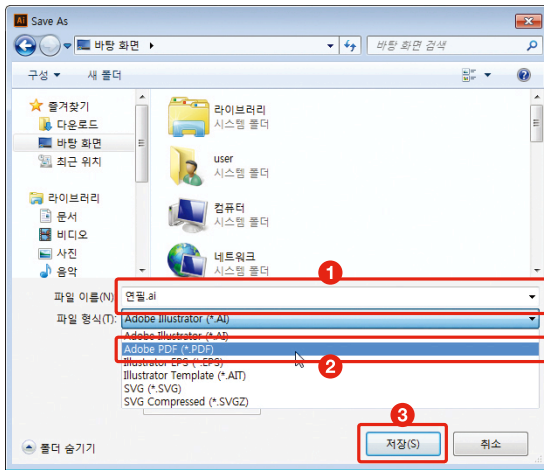 Ai Save As
바탕 화면
바탕 화면 검색
구성
새 폴더
즐겨찾기
다운로드
바탕 화면
최근 위치
라이브러리
문서
비디오
사진
음악
라이브러리
시스템 폴더
user
시스템 폴더
컴퓨터
시스템 폴더
네트워크
시스템 폴더
1
파일 이름(N):
연필.ai
파일 형식(T):
Adobe Illustrator (*.AI)
Adobe Illustrator (*.AI)
Adobe PDF (*.PDF)
2
Illustrator EPS (*.EPS)
Illustrator Template (*.AIT)
SVG (*.SVG)
SVG Compressed (*.SVGZ)
3
폴더 숨기기
저장(S)
취소